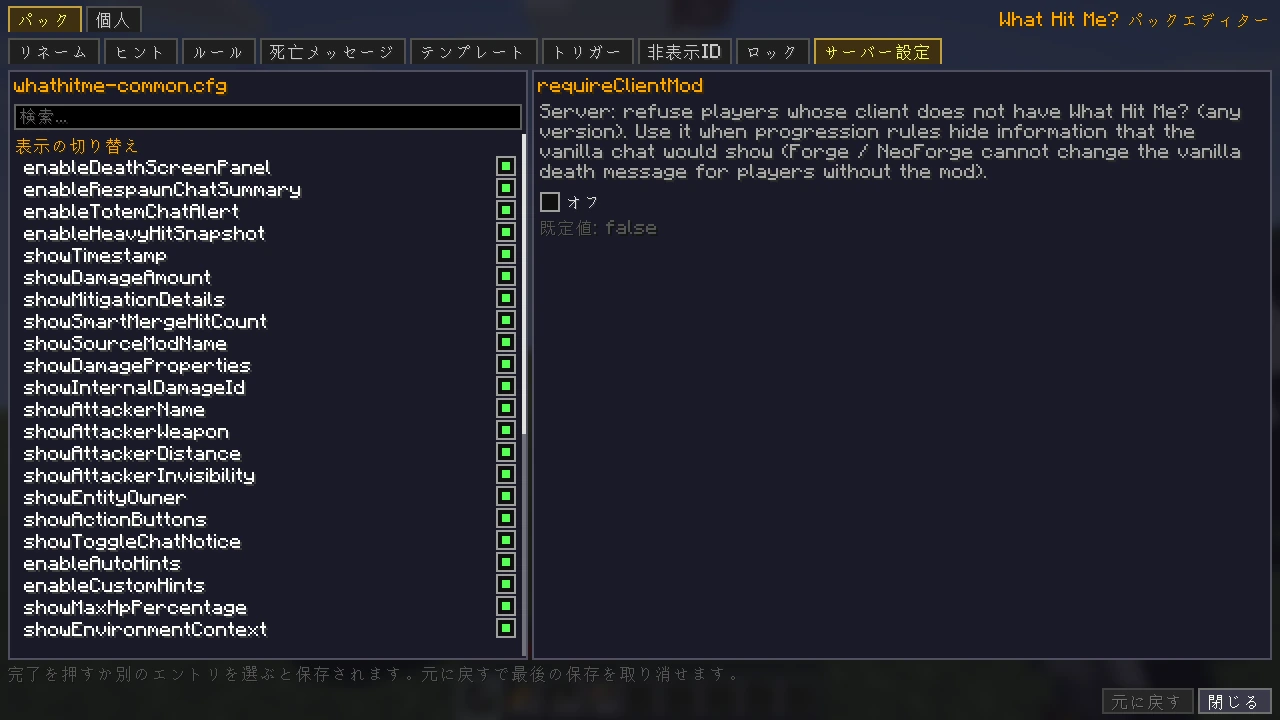 パック 個人 What Hit Me? パックエディター
リネーム ヒント ルール 死亡メッセージ テンプレート トリガー 非表示ID ロック サーバー設定
whathitme-common.cfg
検索...
表示の切り替え
enableDeathScreenPanel
enableRespawnChatSummary
enableTotemChatAlert
enableHeavyHitSnapshot
showTimestamp
showDamageAmount
showMitigationDetails
showSmartMergeHitCount
showSourceModName
showDamageProperties
showInternalDamageId
showAttackerName
showAttackerWeapon
showAttackerDistance
showAttackerInvisibility
showEntityOwner
showActionButtons
showToggleChatNotice
enableAutoHints
enableCustomHints
showMaxHpPercentage
showEnvironmentContext
requireClientMod
Server: refuse players whose client does not have What Hit Me? (any
version). Use it when progression rules hide information that the
vanilla chat would show (Forge / NeoForge cannot change the vanilla
death message for players without the mod).
オフ
既定値: false
完了を押すか別のエントリを選ぶと保存されます。元に戻すで最後の保存を取り消せます。
元に戻す 閉じる